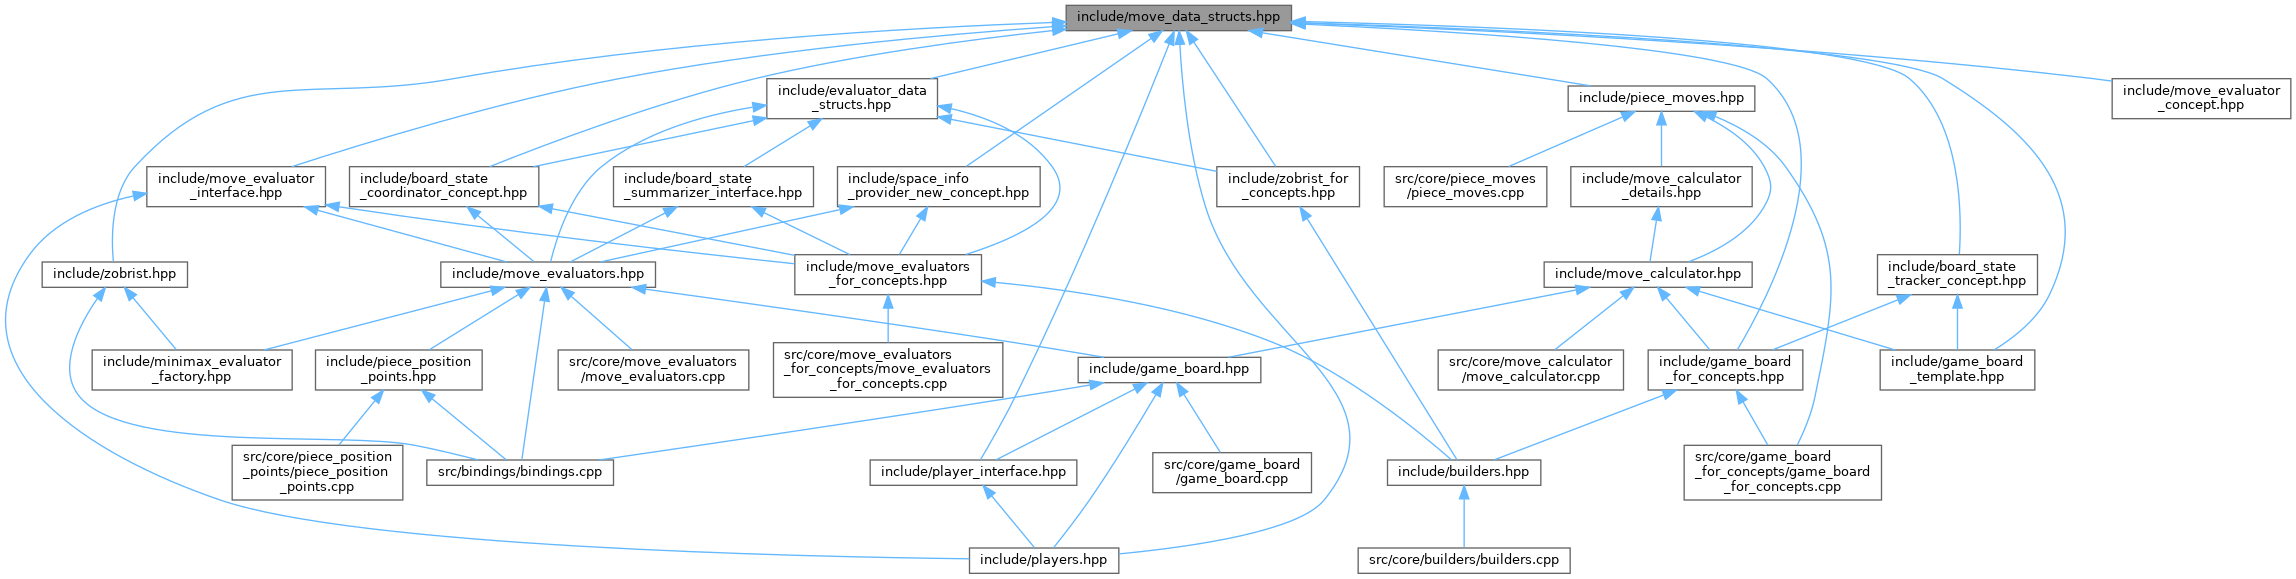 include/move_data_structs.hpp
include/evaluator_data
_structs.hpp
include/piece_moves.hpp
include/move_evaluator
_concept.hpp
include/move_evaluator
_interface.hpp
include/board_state
_coordinator_concept.hpp
include/board_state
_summarizer_interface.hpp
include/space_info
_provider_new_concept.hpp
include/zobrist_for
_concepts.hpp
src/core/piece_moves
/piece_moves.cpp
include/move_calculator
_details.hpp
include/zobrist.hpp
include/move_evaluators.hpp
include/move_evaluators
_for_concepts.hpp
include/move_calculator.hpp
include/board_state
_tracker_concept.hpp
include/minimax_evaluator
_factory.hpp
include/piece_position
_points.hpp
src/core/move_evaluators
/move_evaluators.cpp
src/core/move_evaluators
_for_concepts/move_evaluators
_for_concepts.cpp
include/game_board.hpp
src/core/move_calculator
/move_calculator.cpp
include/game_board
_for_concepts.hpp
include/game_board
_template.hpp
src/core/piece_position
_points/piece_position
_points.cpp
src/bindings/bindings.cpp
include/player_interface.hpp
src/core/game_board
/game_board.cpp
include/builders.hpp
src/core/game_board
_for_concepts/game_board
_for_concepts.cpp
include/players.hpp
src/core/builders/builders.cpp